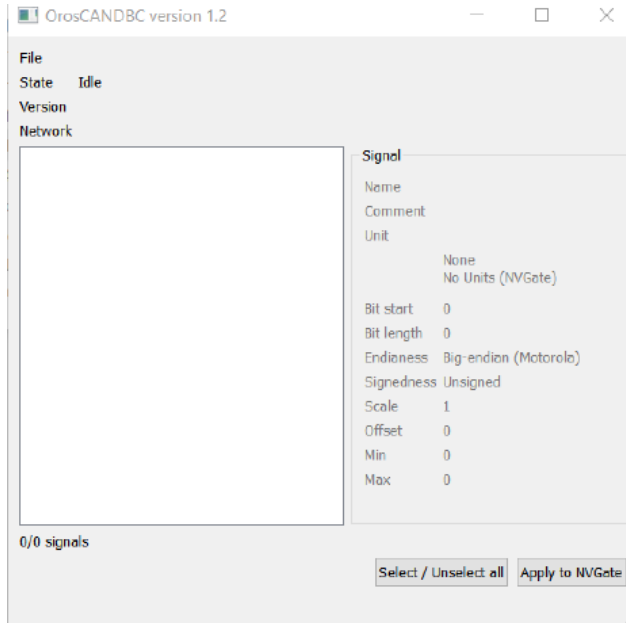 OrosCANDBC version 1.2
File
State Idle
Version
Network
Signal
Name
Comment
Unit
None
No Units (NVGate)
Bit start 0
Bit length 0
Endianess Big-endian (Motorola)
Signedness Unsigned
Scale 1
Offset 0
Min 0
Max 0
0/0 signals
Select / Unselect all Apply to NVGate